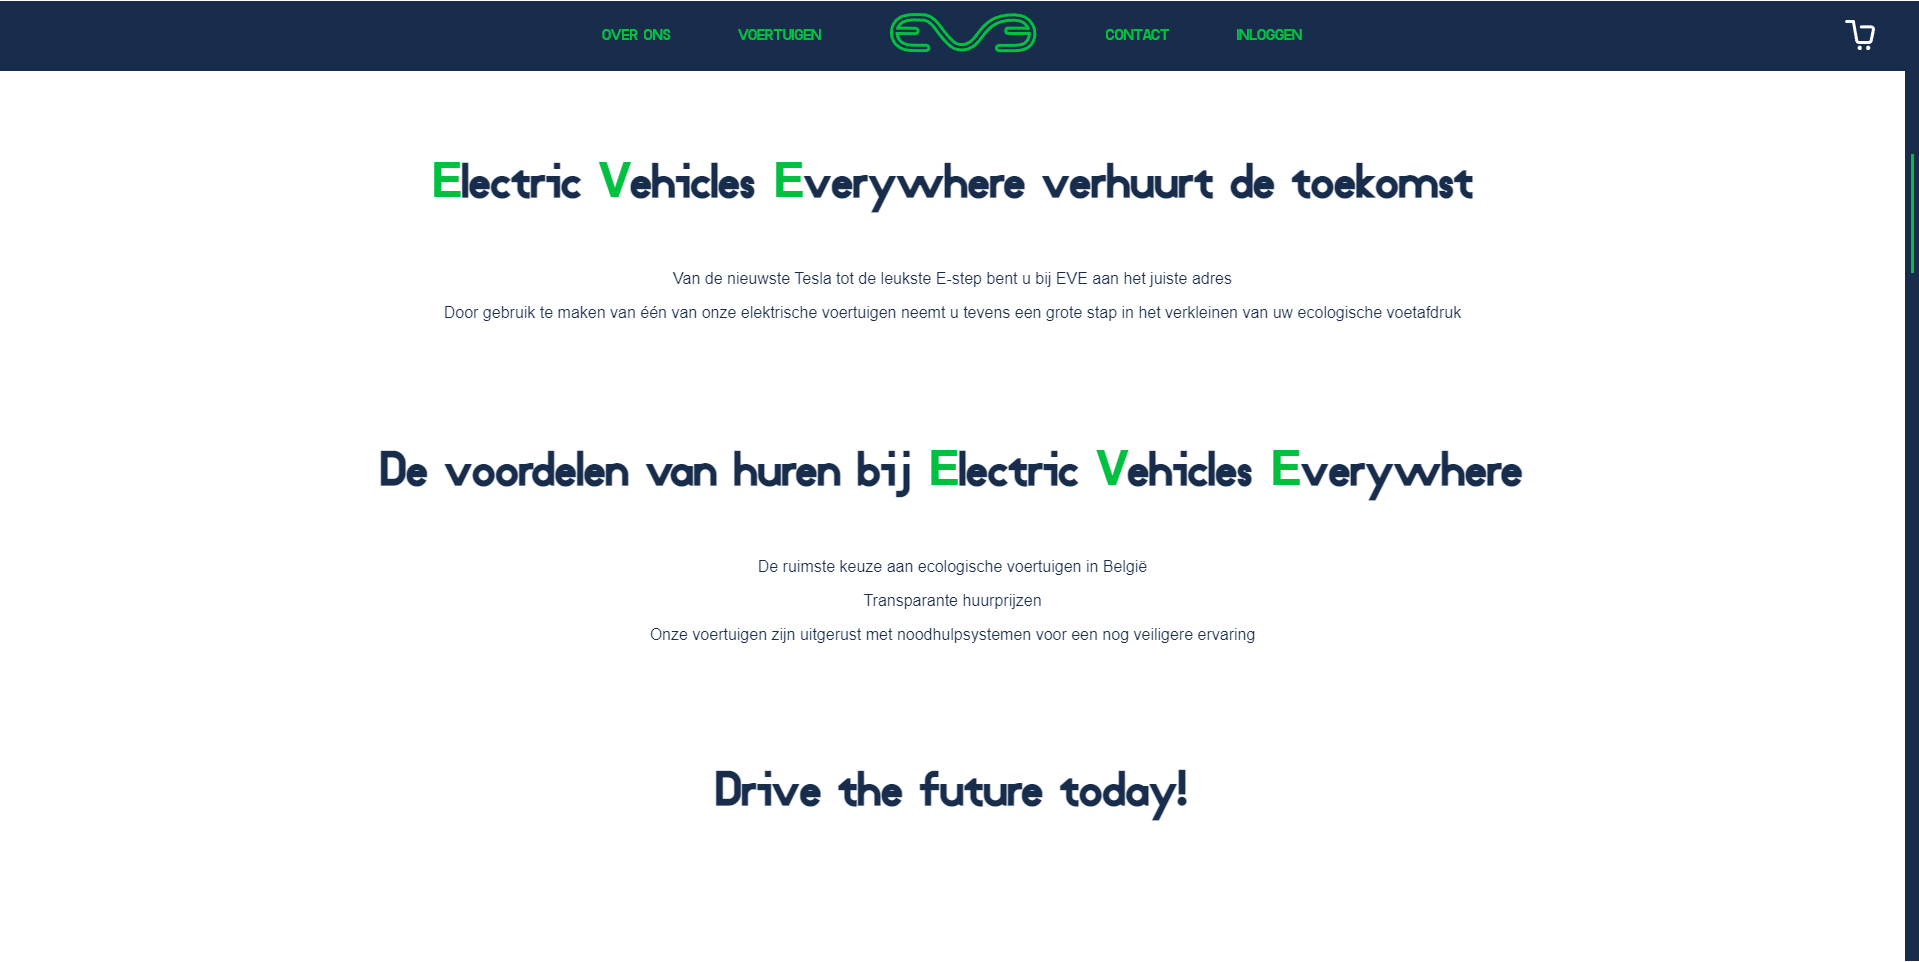 OVER ONS
VOERTUIGEN
EVE
CONTACT
INLOGGEN
Electric Vehicles Everywhere verhuurt de toekomst
Van de nieuwste Tesla tot de leukste E-step bent u bij EVE aan het juiste adres
Door gebruik te maken van één van onze elektrische voertuigen neemt u tevens een grote stap in het verkleinen van uw ecologische voetafdruk
De voordelen van huren bij Electric Vehicles Everywhere
De ruimste keuze aan ecologische voertuigen in België
Transparante huurprijzen
Onze voertuigen zijn uitgerust met noodhulpsystemen voor een nog veiligere ervaring
Drive the future today!